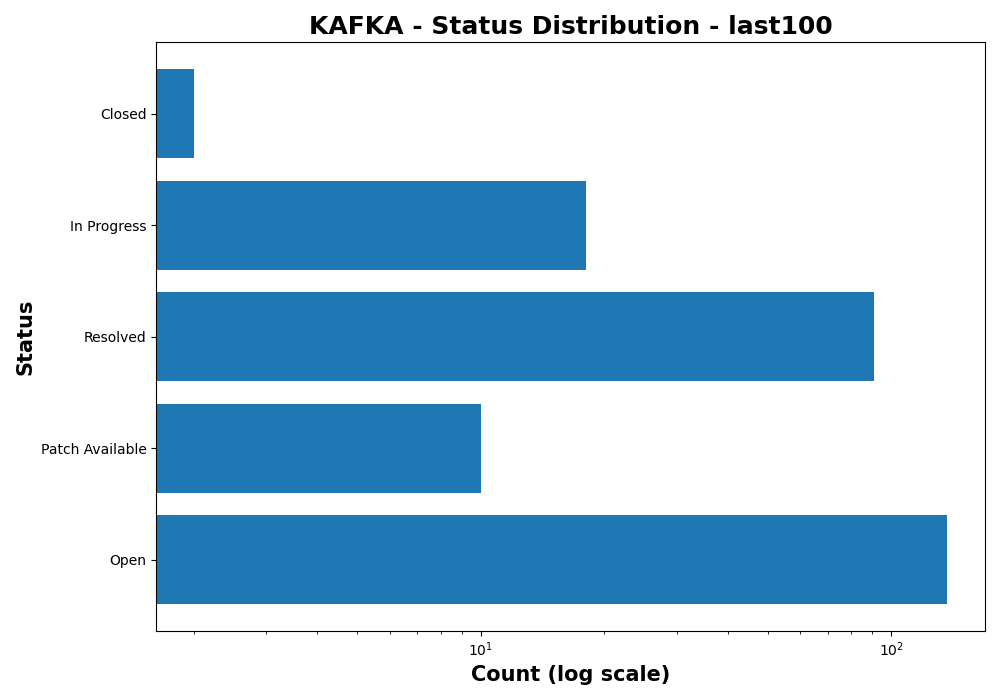 KAFKA - Status Distribution - last100
Status
Closed
In Progress
Resolved
Patch Available
Open
10¹
10²
Count (log scale)